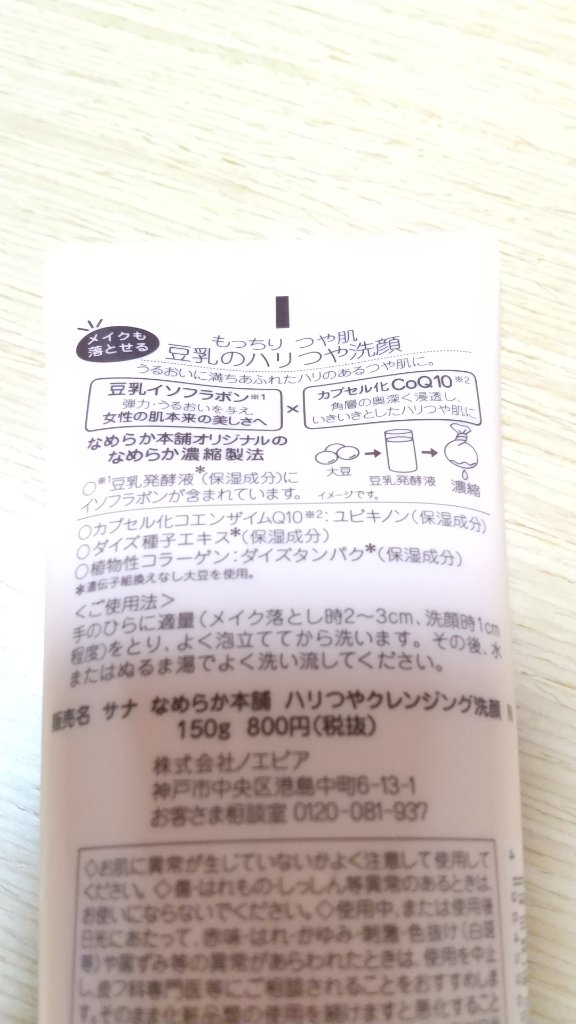 メイクも
落とせる
もっちり つや肌
豆乳のハリつや洗顔
うるおいに満ちあふれたハリのあるつや肌に。
豆乳イソフラボン※1
弾力・うるおいを与え、
女性の肌本来の美しさへ
×
カプセル化CoQ10※2
角層の奥深く浸透し、
いきいきとしたハリつや肌に
なめらか本舗オリジナルの
なめらか濃縮製法
大豆
豆乳発酵液
濃縮
イメージです。
○※1豆乳発酵液*(保湿成分)に
イソフラボンが含まれています。
○カプセル化コエンザイムQ10※2:ユビキノン(保湿成分)
○ダイズ種子エキス*(保湿成分)
○植物性コラーゲン:ダイズタンパク*(保湿成分)
*遺伝子組換えなし大豆を使用。
<ご使用法>
手のひらに適量(メイク落とし時2~3cm、洗顔時1cm
程度)をとり、よく泡立ててから洗います。その後、水
またはぬるま湯でよく洗い流してください。
販売名 サナ なめらか本舗 ハリつやクレンジング洗顔 N
150g 800円(税抜)
株式会社ノエビア
神戸市中央区港島中町6-13-1
お客さま相談室 0120-081-937
◇お肌に異常が生じていないかよく注意して使用して
ください。◇傷・はれもの・しっしん等異常のあるときは、
お使いにならないでください。◇使用中、または使用後
日光にあたって、赤味・はれ・かゆみ・刺激・色抜け(白斑
等)や黒ずみ等の異常があらわれたときは、使用を中止
し、皮フ科専門医等にご相談されることをおすすめしま
す。そのまま化粧品類の使用を続けますと悪化すること